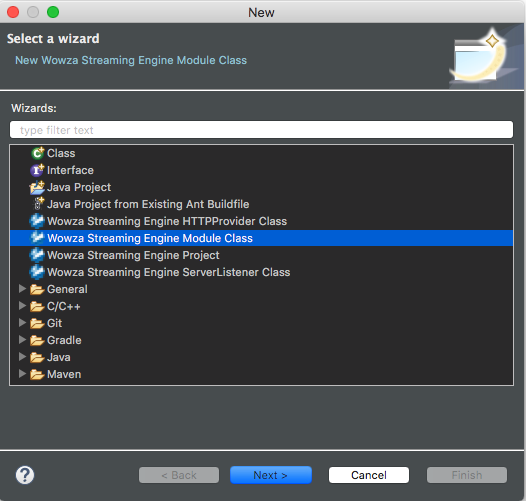 New
Select a wizard
New Wowza Streaming Engine Module Class
Wizards:
type filter text
Class
Interface
Java Project
Java Project from Existing Ant Buildfile
Wowza Streaming Engine HTTPProvider Class
Wowza Streaming Engine Module Class
Wowza Streaming Engine Project
Wowza Streaming Engine ServerListener Class
General
C/C++
Git
Gradle
Java
Maven
? < Back Next > Cancel Finish